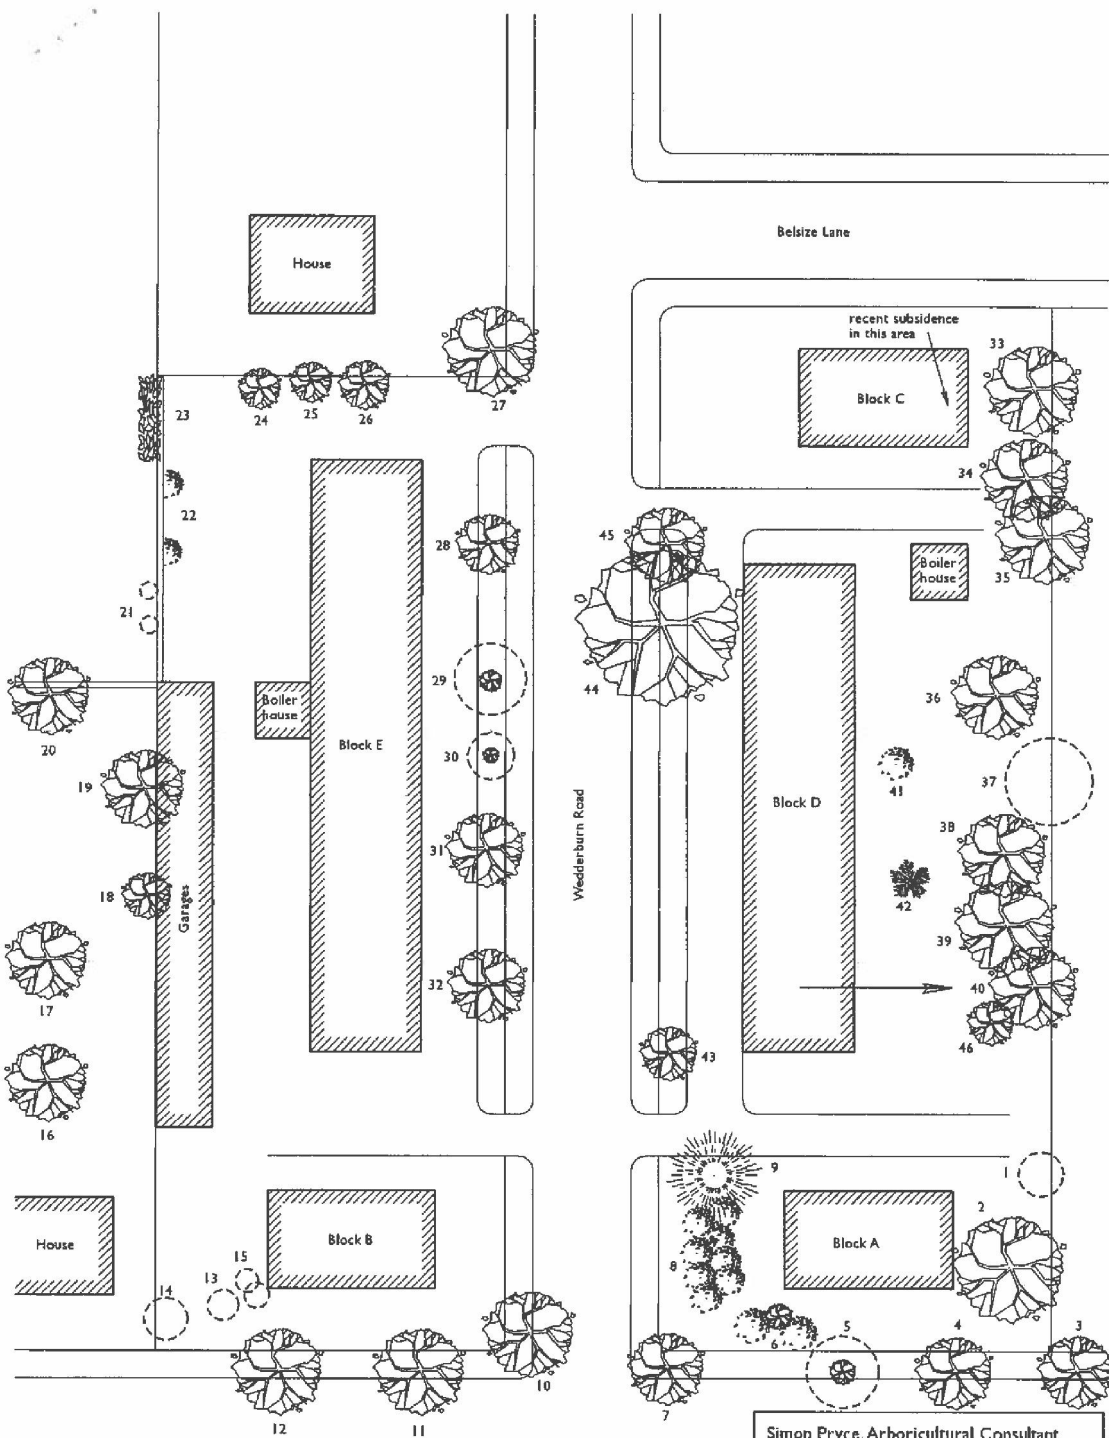 Belsize Lane
House
recent subsidence
in this area
33
27
Block C
23
24
25
26
34
22
28
45
Boiler
house
35
21
29
44
36
20
Boiler
house
Block E
30
41
37
19
Block D
38
31
Wedderburn Road
18
Garages
42
39
32
40
17
46
43
16
9
1
2
House
Block B
Block A
15
8
13
14
5
4
3
6
10
7
12
11
Simon Pryce, Arboricultural Consultant